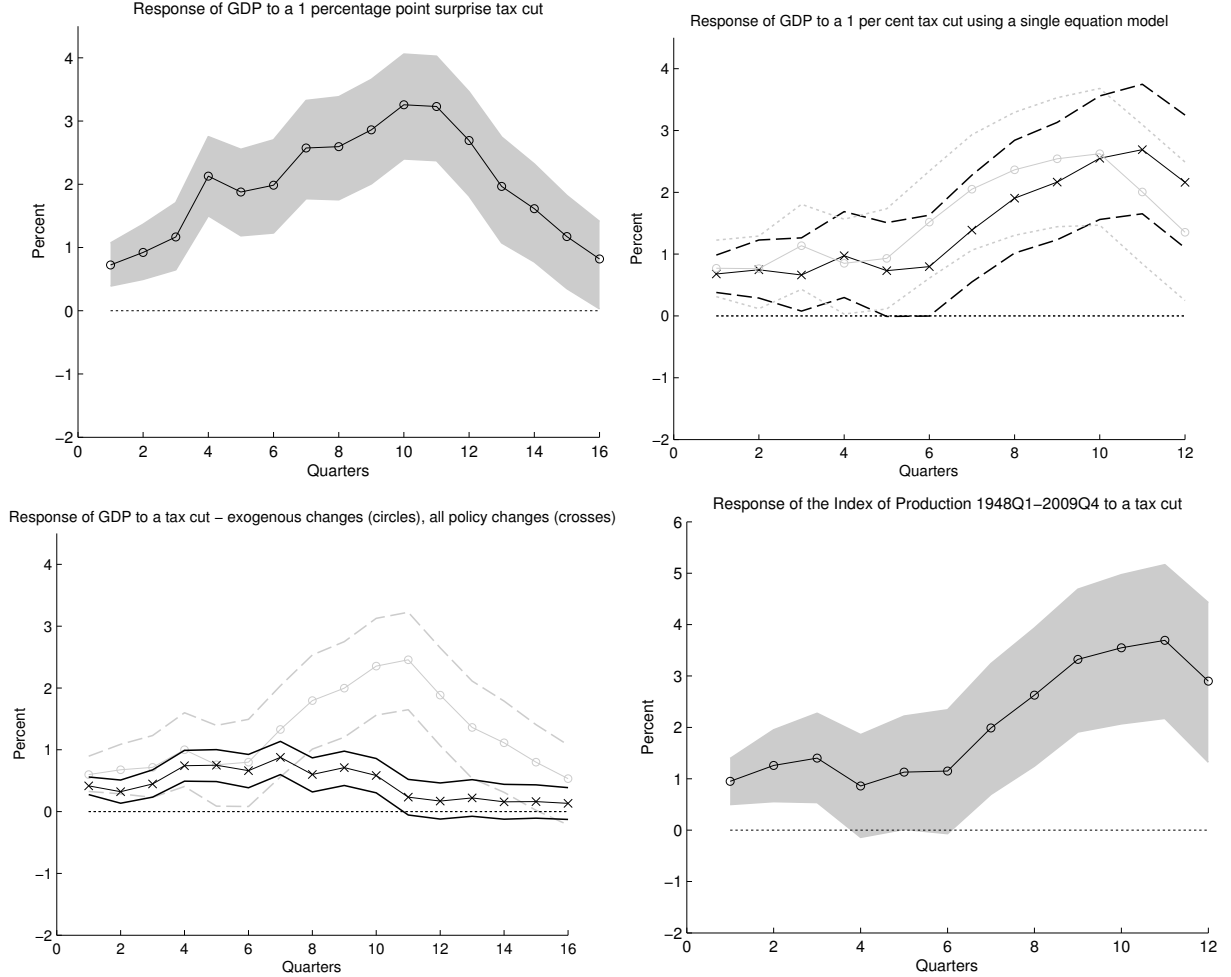 Response of GDP to a 1 percentage point surprise tax cut
4
3
2
1
0
−1
−2
Percent
0 2 4 6 8 10 12 14 16
Quarters
Response of GDP to a 1 per cent tax cut using a single equation model
4
3
2
1
0
−1
−2
Percent
0 2 4 6 8 10 12
Quarters
Response of GDP to a tax cut − exogenous changes (circles), all policy changes (crosses)
4
3
2
1
0
−1
−2
Percent
0 2 4 6 8 10 12 14 16
Quarters
Response of the Index of Production 1948Q1−2009Q4 to a tax cut
6
5
4
3
2
1
0
−1
−2
Percent
0 2 4 6 8 10 12
Quarters